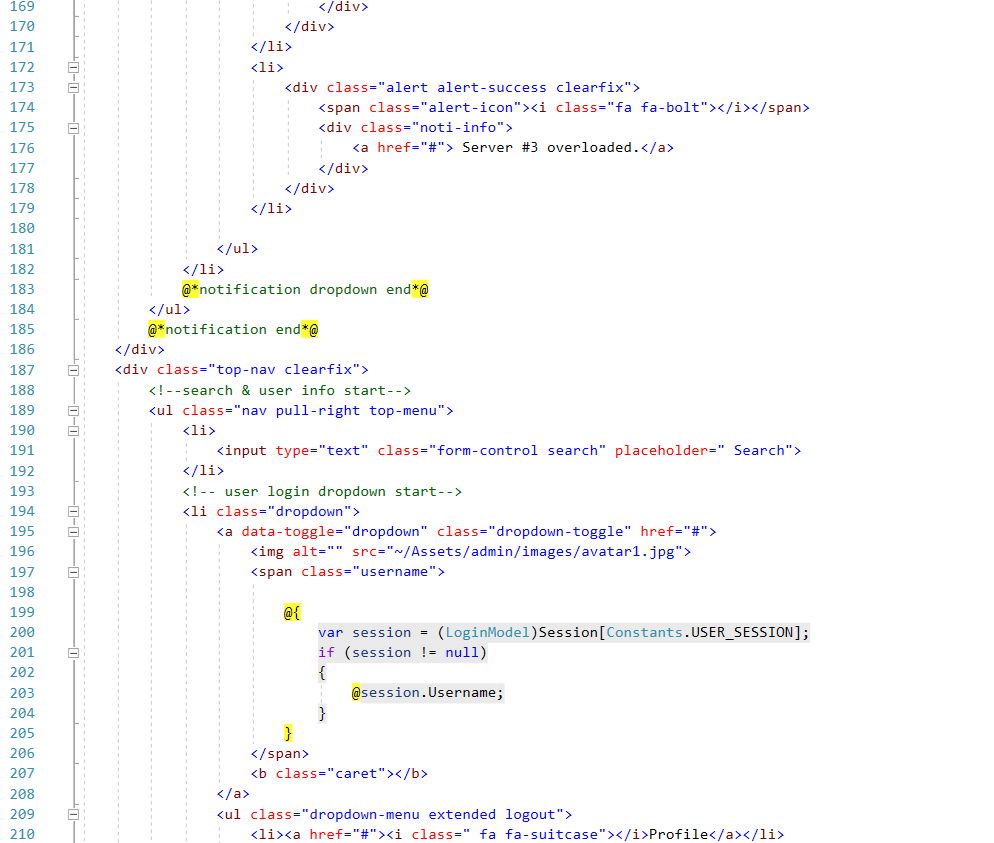 169 </div>
170 </div>
171 </li>
172 <li>
173 <div class="alert alert-success clearfix">
174 <span class="alert-icon"><i class="fa fa-bolt"></i></span>
175 <div class="noti-info">
176 <a href="#"> Server #3 overloaded.</a>
177 </div>
178 </div>
179 </li>
180
181 </ul>
182 </li>
183 @*notification dropdown end*@
184 </ul>
185 @*notification end*@
186 </div>
187 <div class="top-nav clearfix">
188 <!--search & user info start-->
189 <ul class="nav pull-right top-menu">
190 <li>
191 <input type="text" class="form-control search" placeholder=" Search">
192 </li>
193 <!-- user login dropdown start-->
194 <li class="dropdown">
195 <a data-toggle="dropdown" class="dropdown-toggle" href="#">
196 <img alt="" src="~/Assets/admin/images/avatar1.jpg">
197 <span class="username">
198
199 @{
200 var session = (LoginModel)Session[Constants.USER_SESSION];
201 if (session != null)
202 {
203 @session.Username;
204 }
205 }
206 </span>
207 <b class="caret"></b>
208 </a>
209 <ul class="dropdown-menu extended logout">
210 <li><a href="#"><i class=" fa fa-suitcase"></i>Profile</a></li>